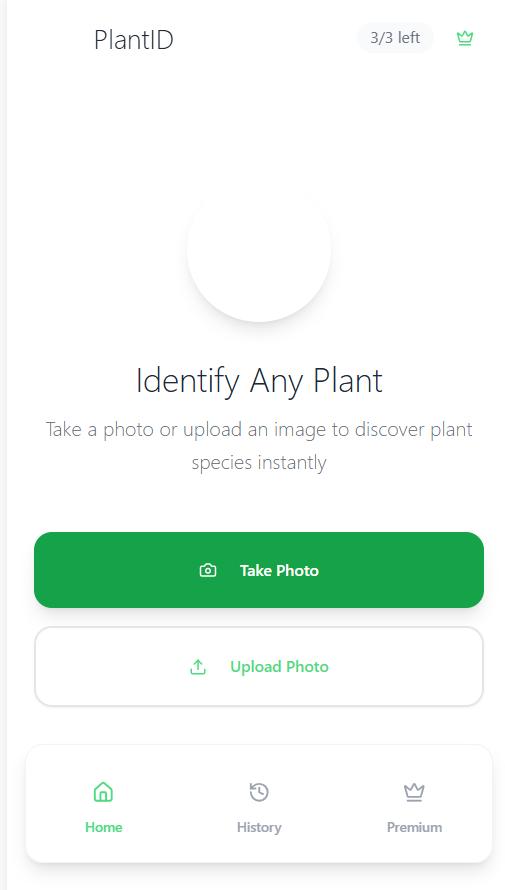 PlantID
3/3 left
Identify Any Plant
Take a photo or upload an image to discover plant
species instantly
Take Photo
Upload Photo
Home
History
Premium